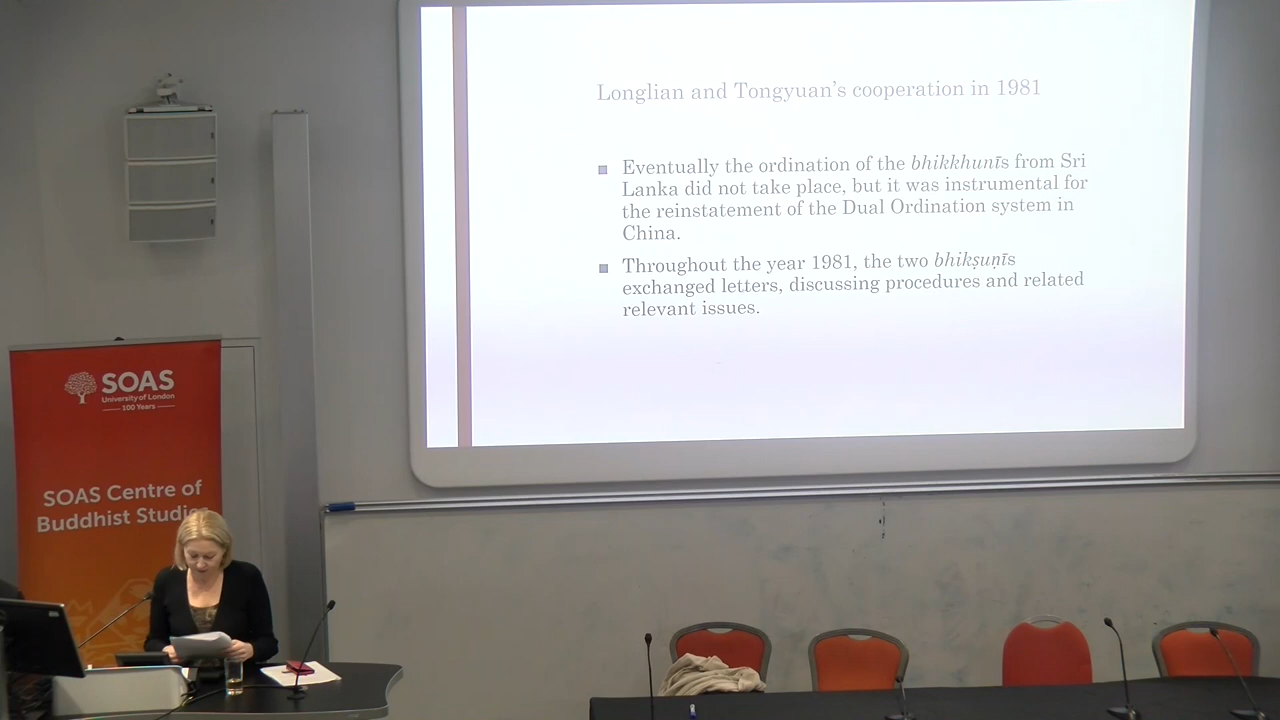 Longlian and Tongyuan's cooperation in 1981
Eventually the ordination of the bhikkhunīs from Sri
Lanka did not take place, but it was instrumental for
the reinstatement of the Dual Ordination system in
China.
Throughout the year 1981, the two bhikṣuṇīs
exchanged letters, discussing procedures and related
relevant issues.
SOAS
University of London
100 Years
SOAS Centre of
Buddhist Studies